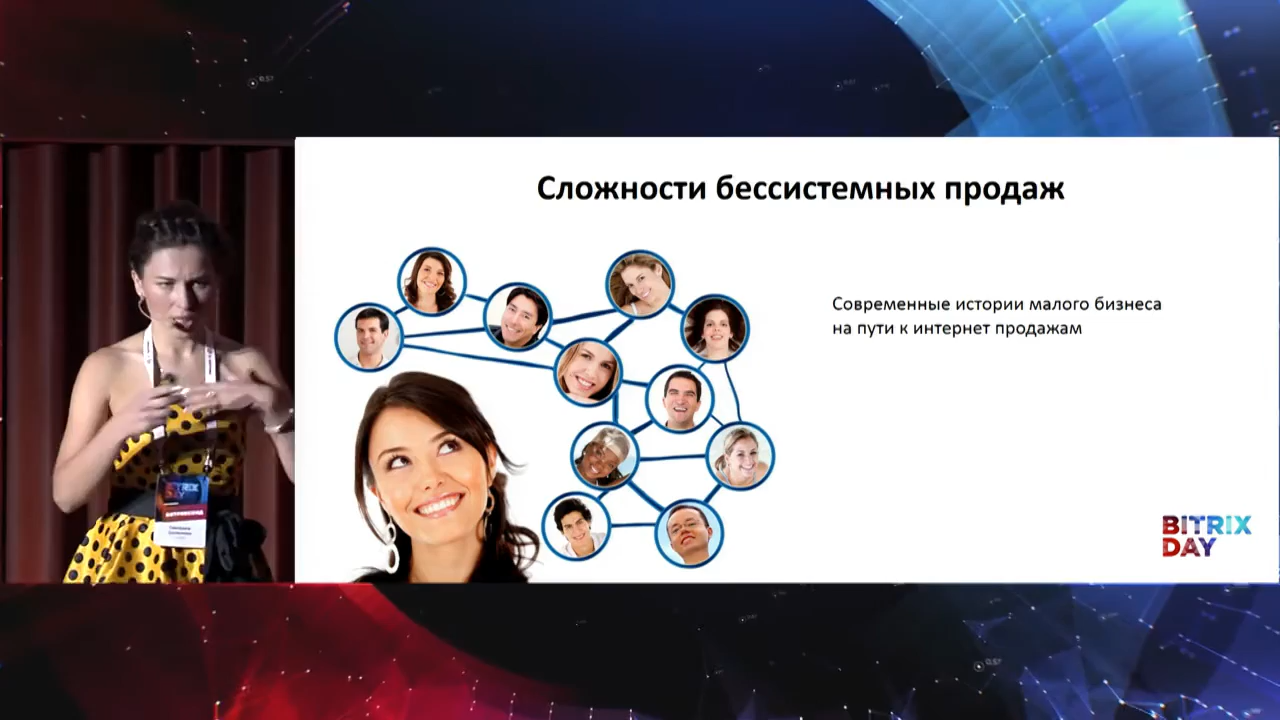 Сложности бессистемных продаж
Современные истории малого бизнеса
на пути к интернет продажам
BITRIX
DAY